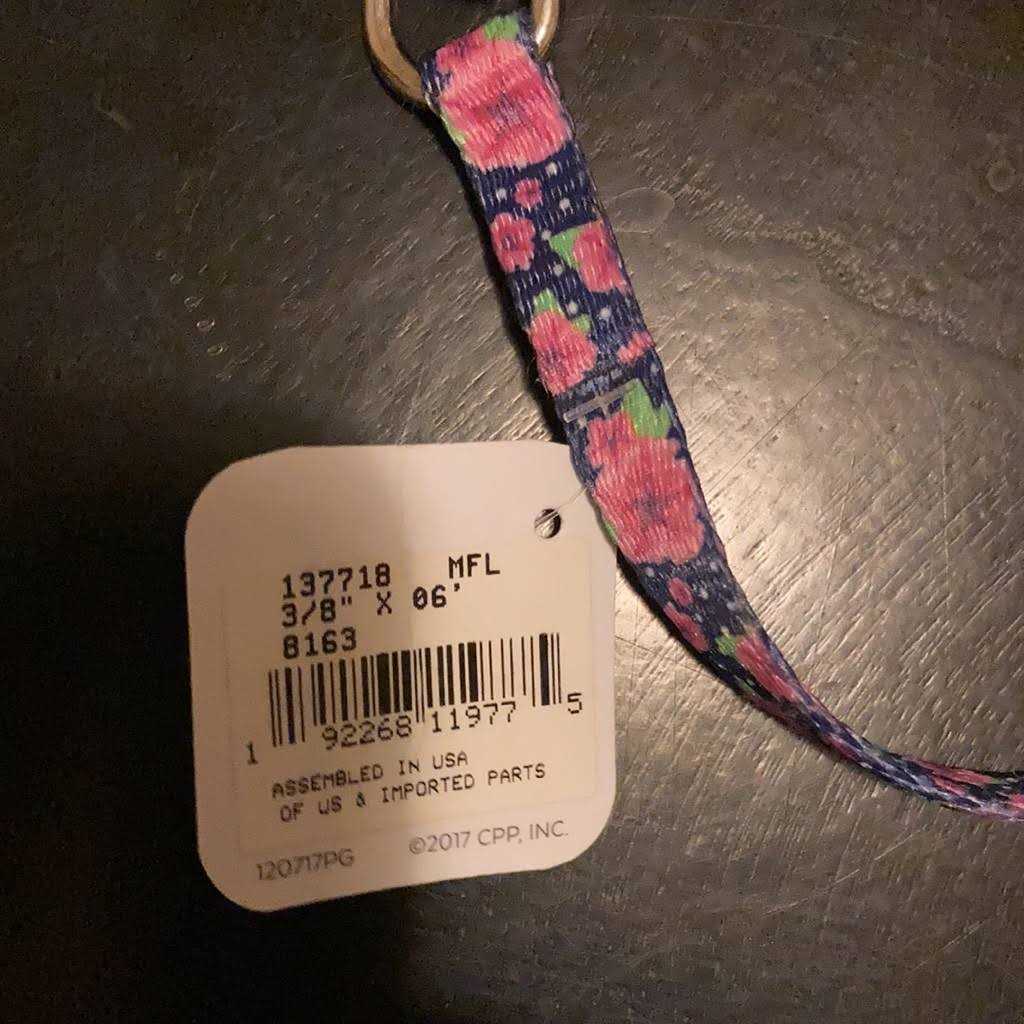 137718 MFL
3/8" X 06'
8163
1 92268 11977 5
ASSEMBLED IN USA
OF US & IMPORTED PARTS
120717PG ©2017 CPP, INC.